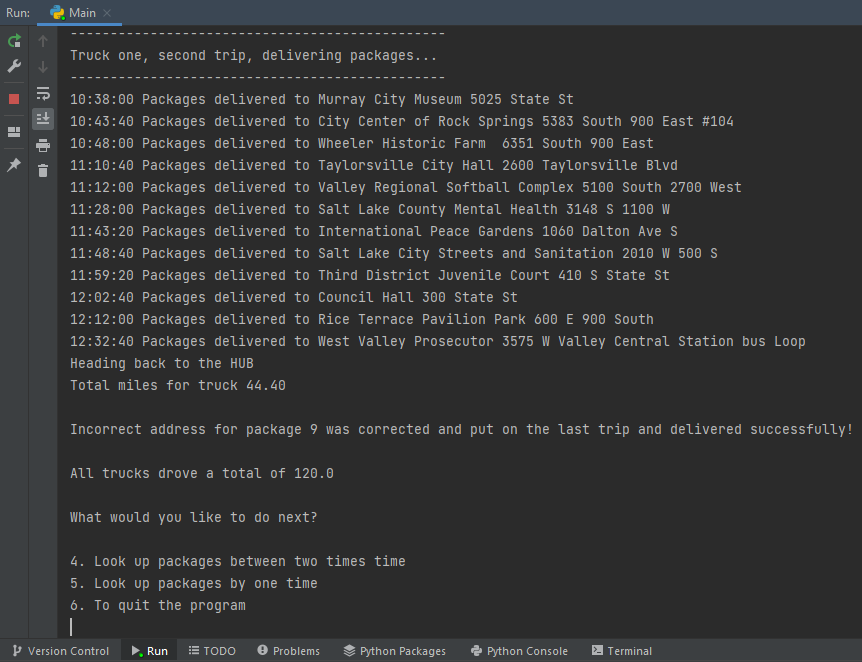 Run: Main
-----------------------------------------------
Truck one, second trip, delivering packages...
-----------------------------------------------
10:38:00 Packages delivered to Murray City Museum 5025 State St
10:43:40 Packages delivered to City Center of Rock Springs 5383 South 900 East #104
10:48:00 Packages delivered to Wheeler Historic Farm  6351 South 900 East
11:10:40 Packages delivered to Taylorsville City Hall 2600 Taylorsville Blvd
11:12:00 Packages delivered to Valley Regional Softball Complex 5100 South 2700 West
11:28:00 Packages delivered to Salt Lake County Mental Health 3148 S 1100 W
11:43:20 Packages delivered to International Peace Gardens 1060 Dalton Ave S
11:48:40 Packages delivered to Salt Lake City Streets and Sanitation 2010 W 500 S
11:59:20 Packages delivered to Third District Juvenile Court 410 S State St
12:02:40 Packages delivered to Council Hall 300 State St
12:12:00 Packages delivered to Rice Terrace Pavilion Park 600 E 900 South
12:32:40 Packages delivered to West Valley Prosecutor 3575 W Valley Central Station bus Loop
Heading back to the HUB
Total miles for truck 44.40
Incorrect address for package 9 was corrected and put on the last trip and delivered successfully!
All trucks drove a total of 120.0
What would you like to do next?
4. Look up packages between two times time
5. Look up packages by one time
6. To quit the program
Version Control Run TODO Problems Python Packages Python Console Terminal